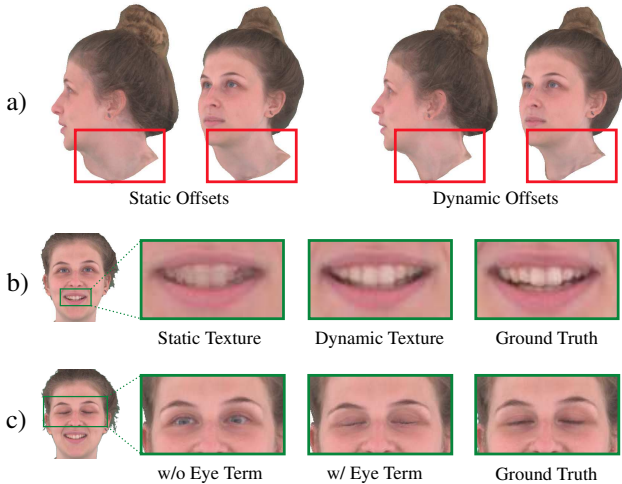 a)
Static Offsets
Dynamic Offsets
b)
Static Texture
Dynamic Texture
Ground Truth
c)
w/o Eye Term
w/ Eye Term
Ground Truth